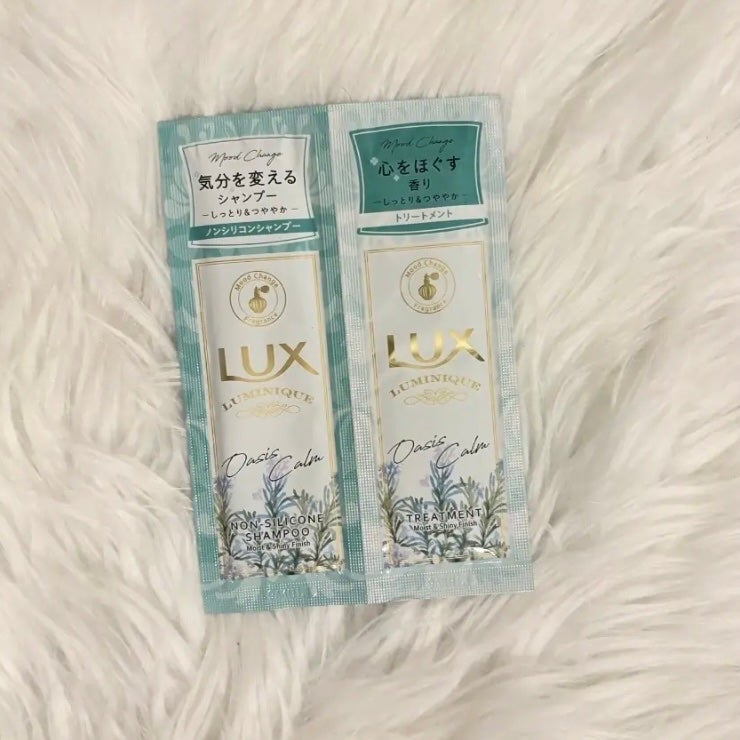 Mood Change
気分を変える
シャンプー
ーしっとり&つややかー
ノンシリコンシャンプー
Mood Change
Fragrance
LUX
LUMINIQUE
Oasis Calm
NON-SILICONE
SHAMPOO
Moist & Shiny Finish
Mood Change
心をほぐす
香り
ーしっとり&つややかー
トリートメント
Mood Change
Fragrance
LUX
LUMINIQUE
Oasis Calm
TREATMENT
Moist & Shiny Finish